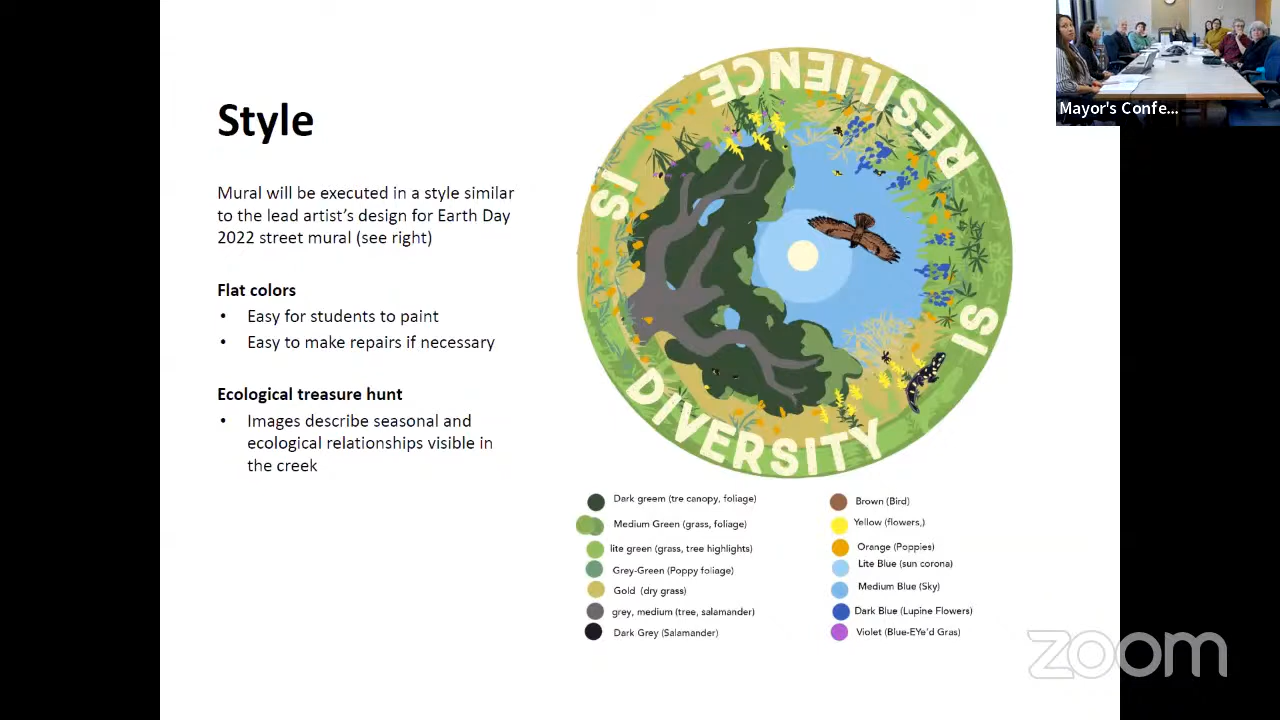 Style
Mural will be executed in a style similar
to the lead artist's design for Earth Day
2022 street mural (see right)
Flat colors
• Easy for students to paint
• Easy to make repairs if necessary
Ecological treasure hunt
• Images describe seasonal and
ecological relationships visible in
the creek
RESILIENCE
IS
DIVERSITY
IS
Dark greem (tre canopy, foliage)
Medium Green (grass, foliage)
lite green (grass, tree highlights)
Grey-Green (Poppy foliage)
Gold (dry grass)
grey, medium (tree, salamander)
Dark Grey (Salamander)
Brown (Bird)
Yellow (flowers,)
Orange (Poppies)
Lite Blue (sun corona)
Medium Blue (Sky)
Dark Blue (Lupine Flowers)
Violet (Blue-EYe'd Gras)
Mayor's Confe...
zoom